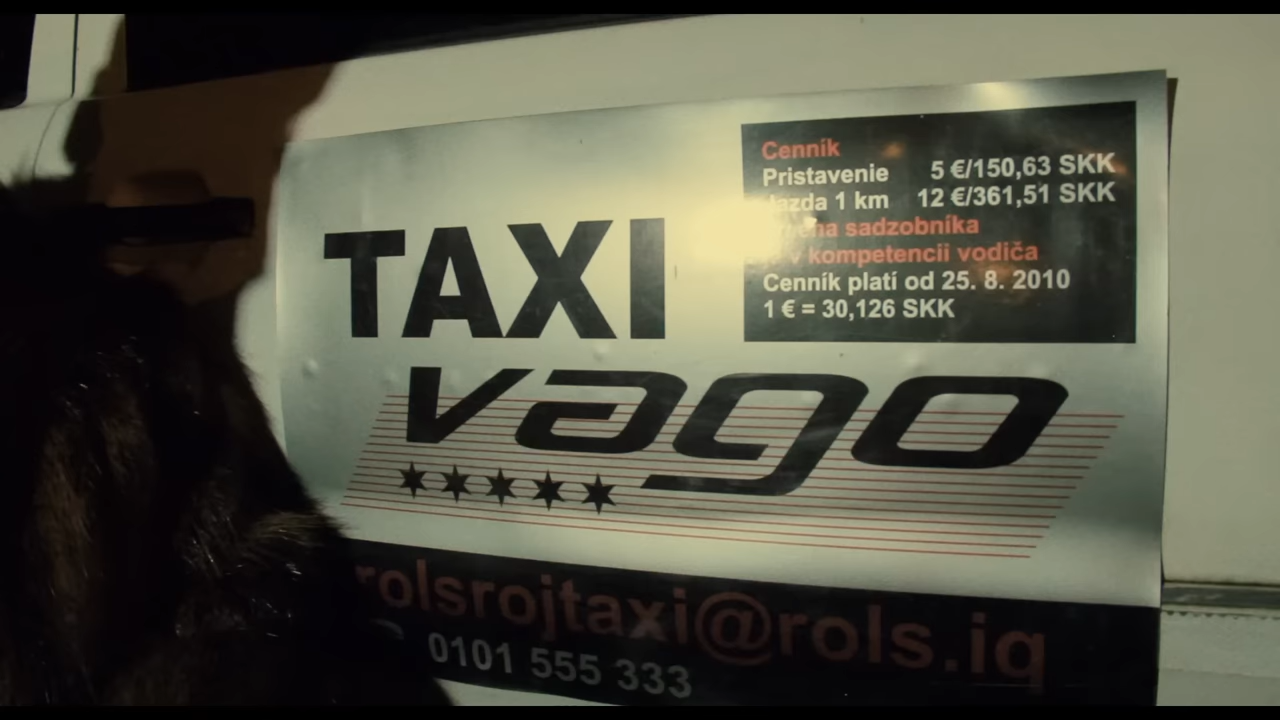 Cenník
Pristavenie 5 €/150,63 SKK
Jazda 1 km 12 €/361,51 SKK
sadzobníka
v kompetencii vodiča
Cenník platí od 25. 8. 2010
1 € = 30,126 SKK
TAXI
vago
rolsrojtaxi@rols.iq
0101 555 333